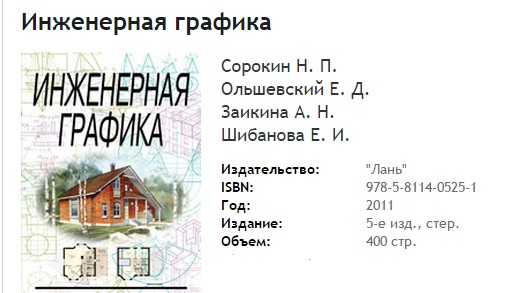 Инженерная графика
ИНЖЕНЕРНАЯ
ГРАФИКА
Сорокин Н. П.
Ольшевский Е. Д.
Заикина А. Н.
Шибанова Е. И.
Издательство: "Лань"
ISBN: 978-5-8114-0525-1
Год: 2011
Издание: 5-е изд., стер.
Объем: 400 стр.